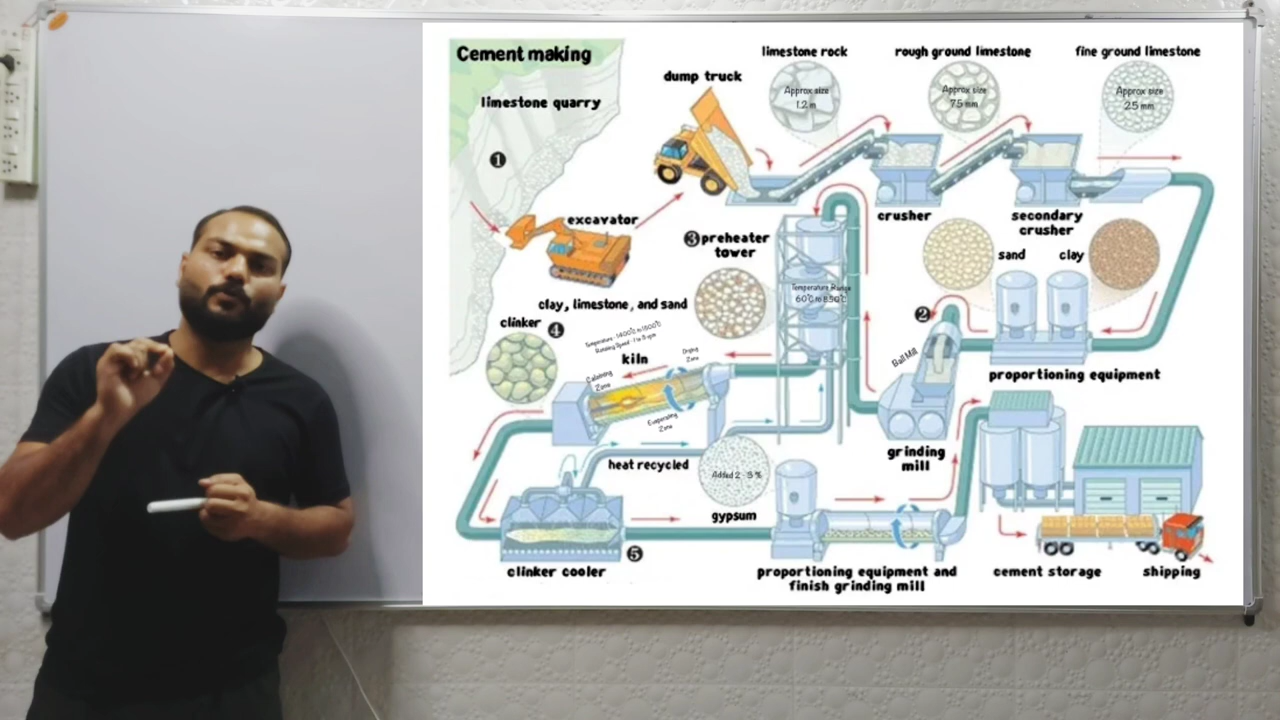 Cement making
limestone quarry
1
excavator
dump truck
limestone rock
Approx size
1.2 m
rough ground limestone
Approx size
75 mm
fine ground limestone
Approx size
25 mm
crusher
secondary
crusher
sand
clay
proportioning equipment
2
Ball Mill
grinding
mill
3 preheater
tower
Temperature Range
60°C to 850°C
clay, limestone, and sand
clinker
4
kiln
Drying
Zone
Calcining
Zone
Evaporating
Zone
heat recycled
clinker cooler
5
Added 2 - 5 %
gypsum
proportioning equipment and
finish grinding mill
cement storage
shipping